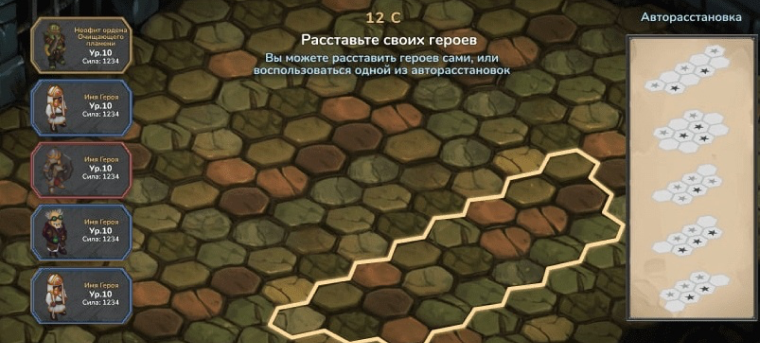 12 С
Авторасстановка
Расставьте своих героев
Вы можете расставить героев сами, или
воспользоваться одной из авторасстановок
Неофит ордена
Очищающего
пламени
Ур.10
Сила: 1234
Имя Героя
Ур.10
Сила: 1234
Имя Героя
Ур.10
Сила: 1234
Имя Героя
Ур.10
Сила: 1234
Имя Героя
Ур.10
Сила: 1234